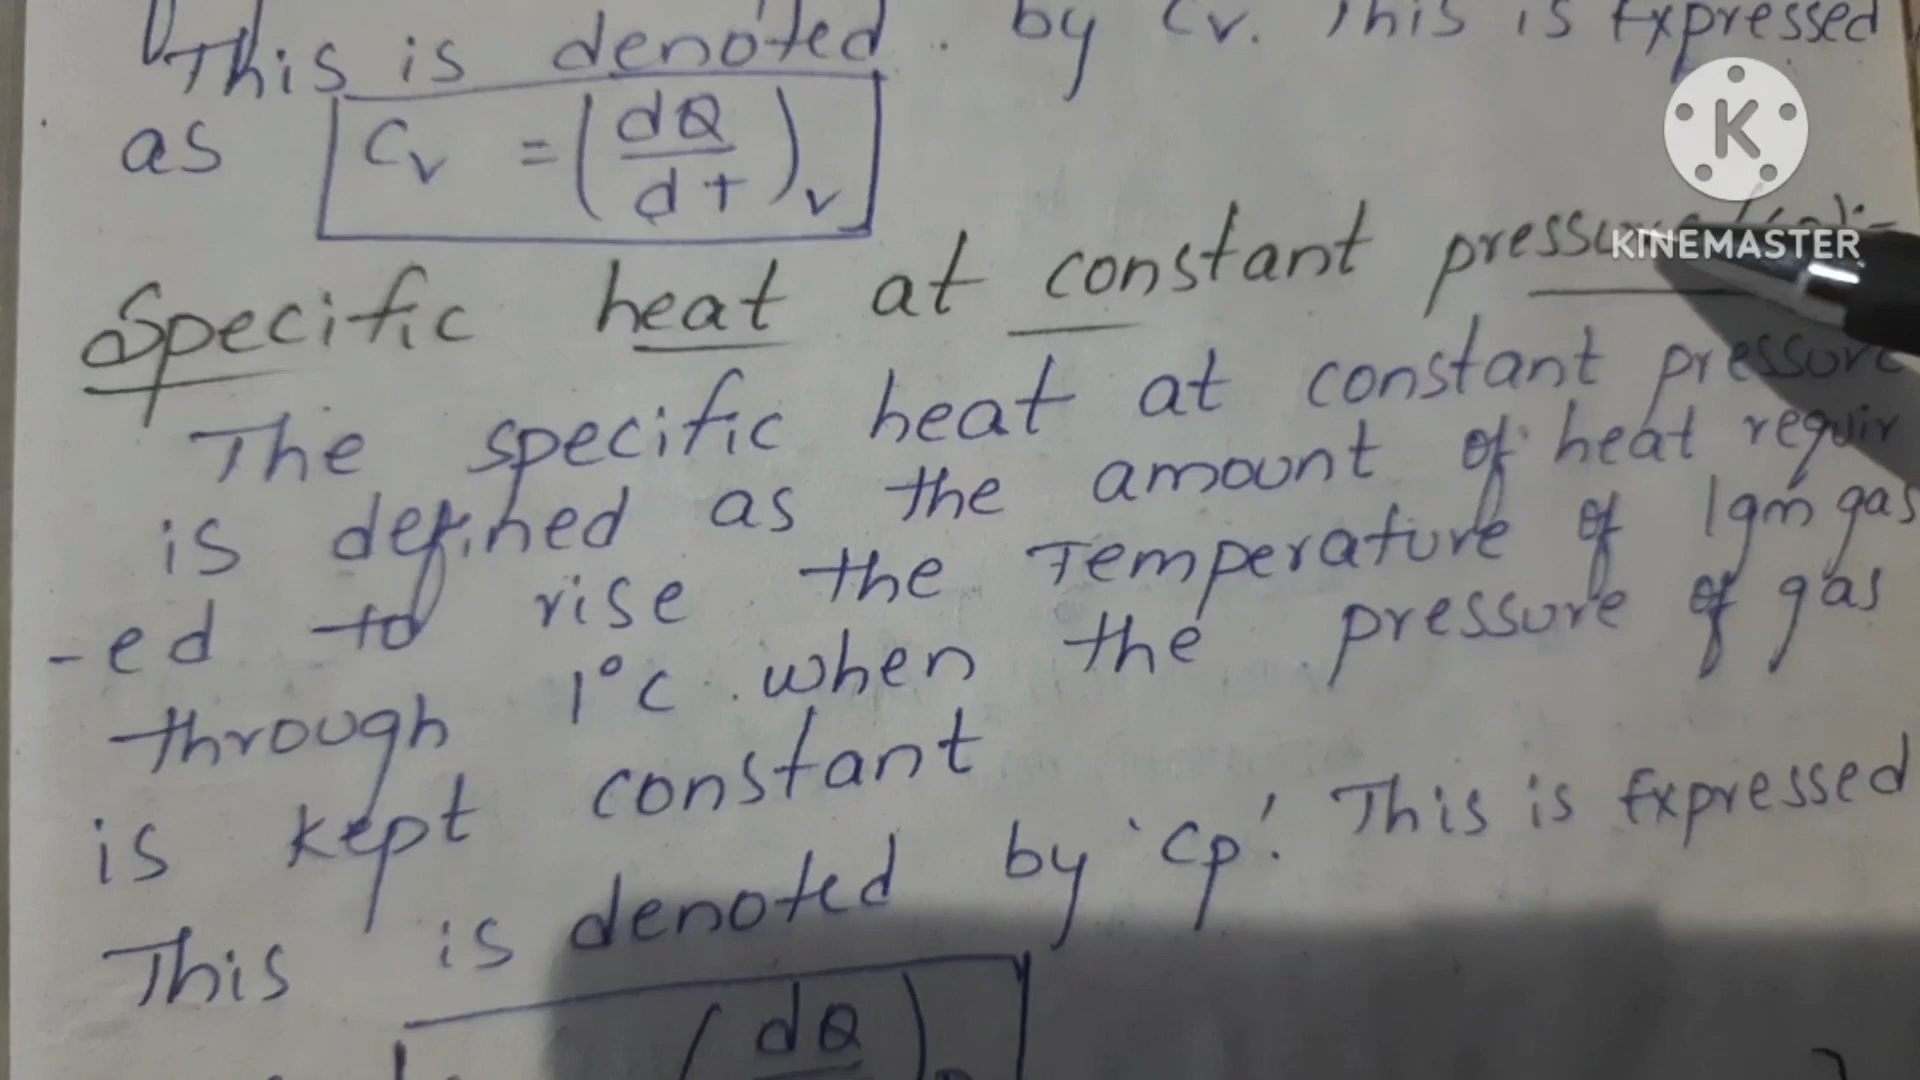 This is denoted. by Cv. This is Expressed
as Cv = (dQ/dT)v
K
KINEMASTER
Specific heat at constant pressure (Cp):-
The specific heat at constant pressure
is defined as the amount of heat requir
-ed to rise the Temperature of 1gm gas
through 1°C. when the pressure of gas
is kept constant
This is denoted by 'Cp'. This is Expressed
(dQ